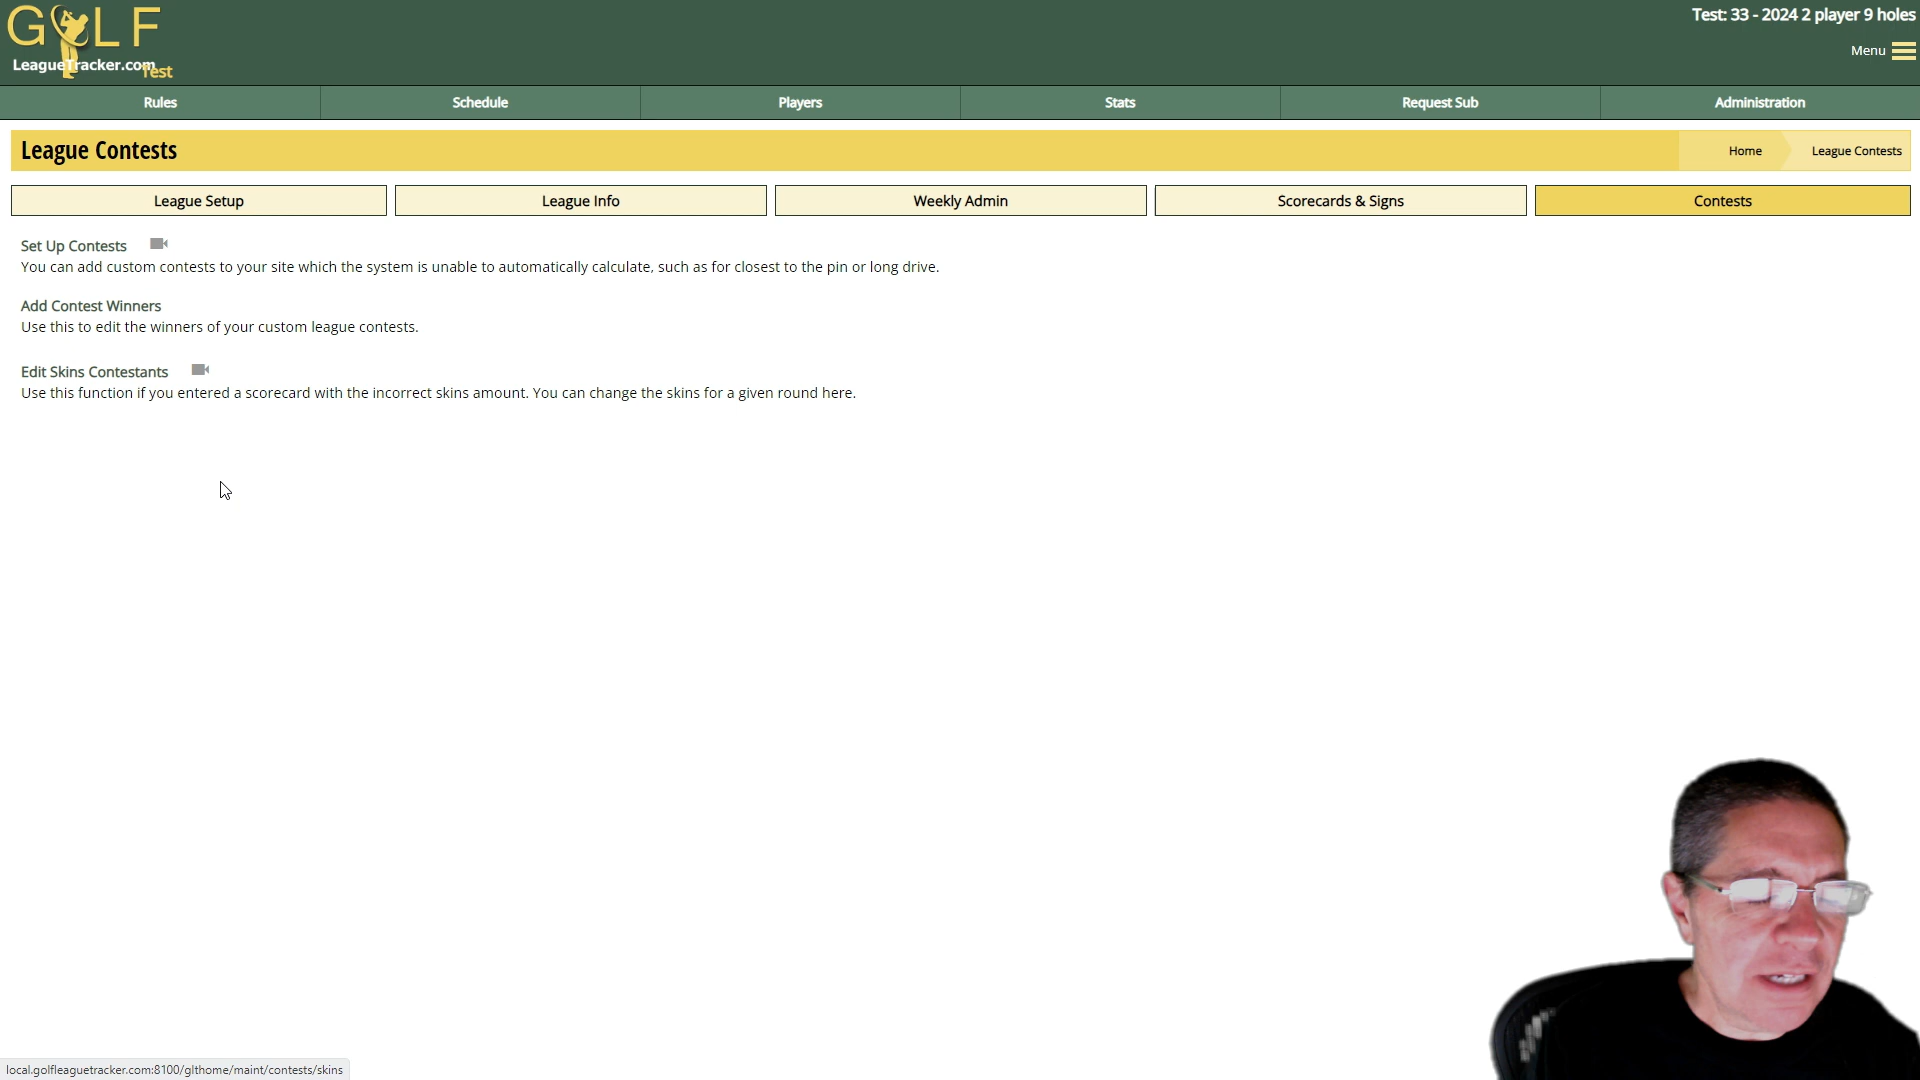 GOLF
LeagueTracker.com
Test
Test: 33 - 2024 2 player 9 holes
Menu
Rules
Schedule
Players
Stats
Request Sub
Administration
League Contests
Home
League Contests
League Setup
League Info
Weekly Admin
Scorecards & Signs
Contests
Set Up Contests
You can add custom contests to your site which the system is unable to automatically calculate, such as for closest to the pin or long drive.
Add Contest Winners
Use this to edit the winners of your custom league contests.
Edit Skins Contestants
Use this function if you entered a scorecard with the incorrect skins amount. You can change the skins for a given round here.
local.golfleaguetracker.com:8100/glthome/maint/contests/skins